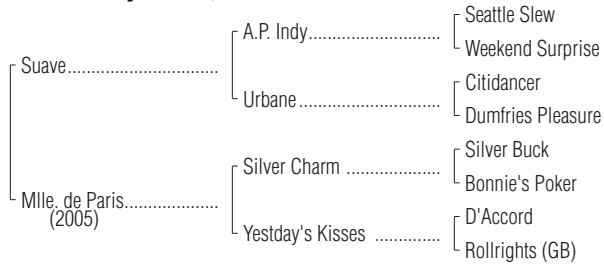 Seattle Slew
A.P. Indy
Weekend Surprise
Suave
Citidancer
Urbane
Dumfries Pleasure
Silver Buck
Silver Charm
Bonnie's Poker
Mlle. de Paris
(2005)
D'Accord
Yestday's Kisses
Rollrights (GB)